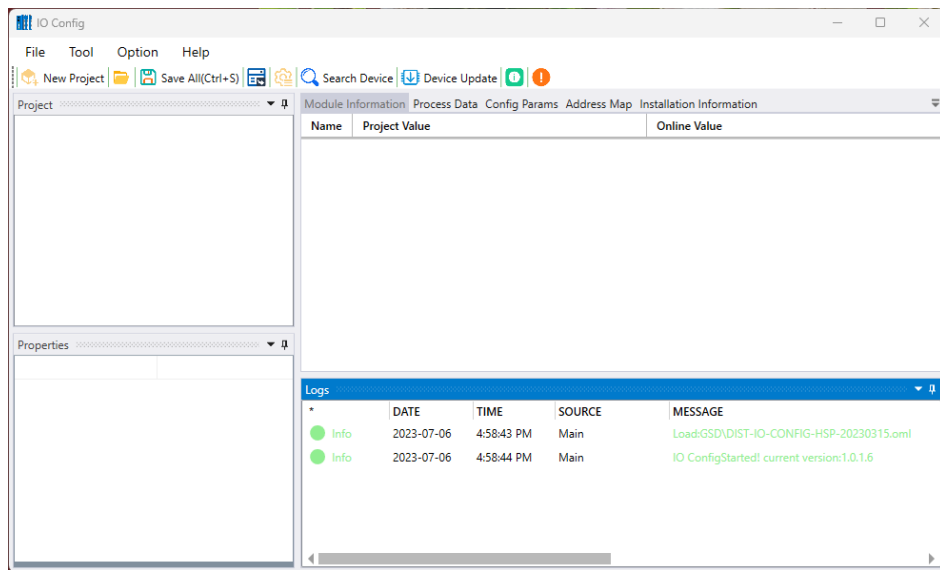 IO Config
File Tool Option Help
New Project Save All(Ctrl+S) Search Device Device Update
Project
Module Information Process Data Config Params Address Map Installation Information
Name Project Value Online Value
Properties
Logs
* DATE TIME SOURCE MESSAGE
Info 2023-07-06 4:58:43 PM Main Load:GSD\DIST-IO-CONFIG-HSP-20230315.oml
Info 2023-07-06 4:58:44 PM Main IO ConfigStarted! current version:1.0.1.6